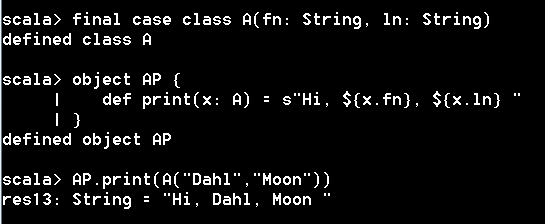 scala> final case class A(fn: String, ln: String)
defined class A
scala> object AP {
     |    def print(x: A) = s"Hi, ${x.fn}, ${x.ln} "
     | }
defined object AP
scala> AP.print(A("Dahl","Moon"))
res13: String = "Hi, Dahl, Moon "